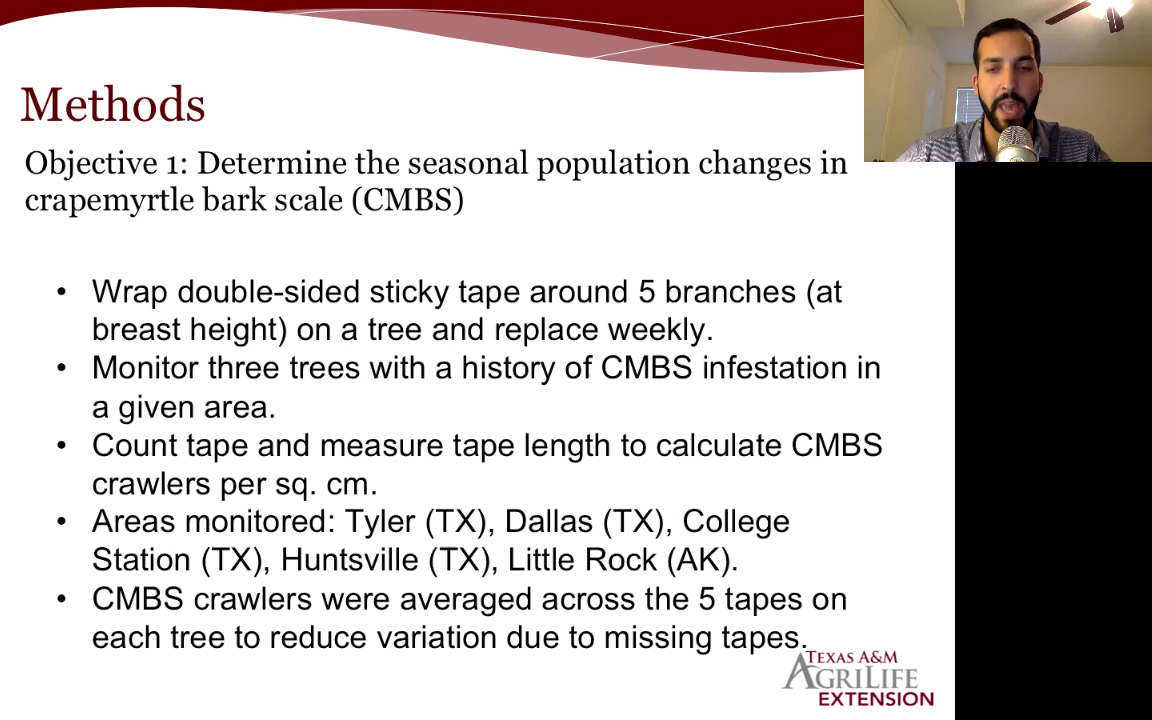 Methods
Objective 1: Determine the seasonal population changes in
crapemyrtle bark scale (CMBS)
• Wrap double-sided sticky tape around 5 branches (at
breast height) on a tree and replace weekly.
• Monitor three trees with a history of CMBS infestation in
a given area.
• Count tape and measure tape length to calculate CMBS
crawlers per sq. cm.
• Areas monitored: Tyler (TX), Dallas (TX), College
Station (TX), Huntsville (TX), Little Rock (AK).
• CMBS crawlers were averaged across the 5 tapes on
each tree to reduce variation due to missing tapes.
TEXAS A&M
AGRILIFE
EXTENSION